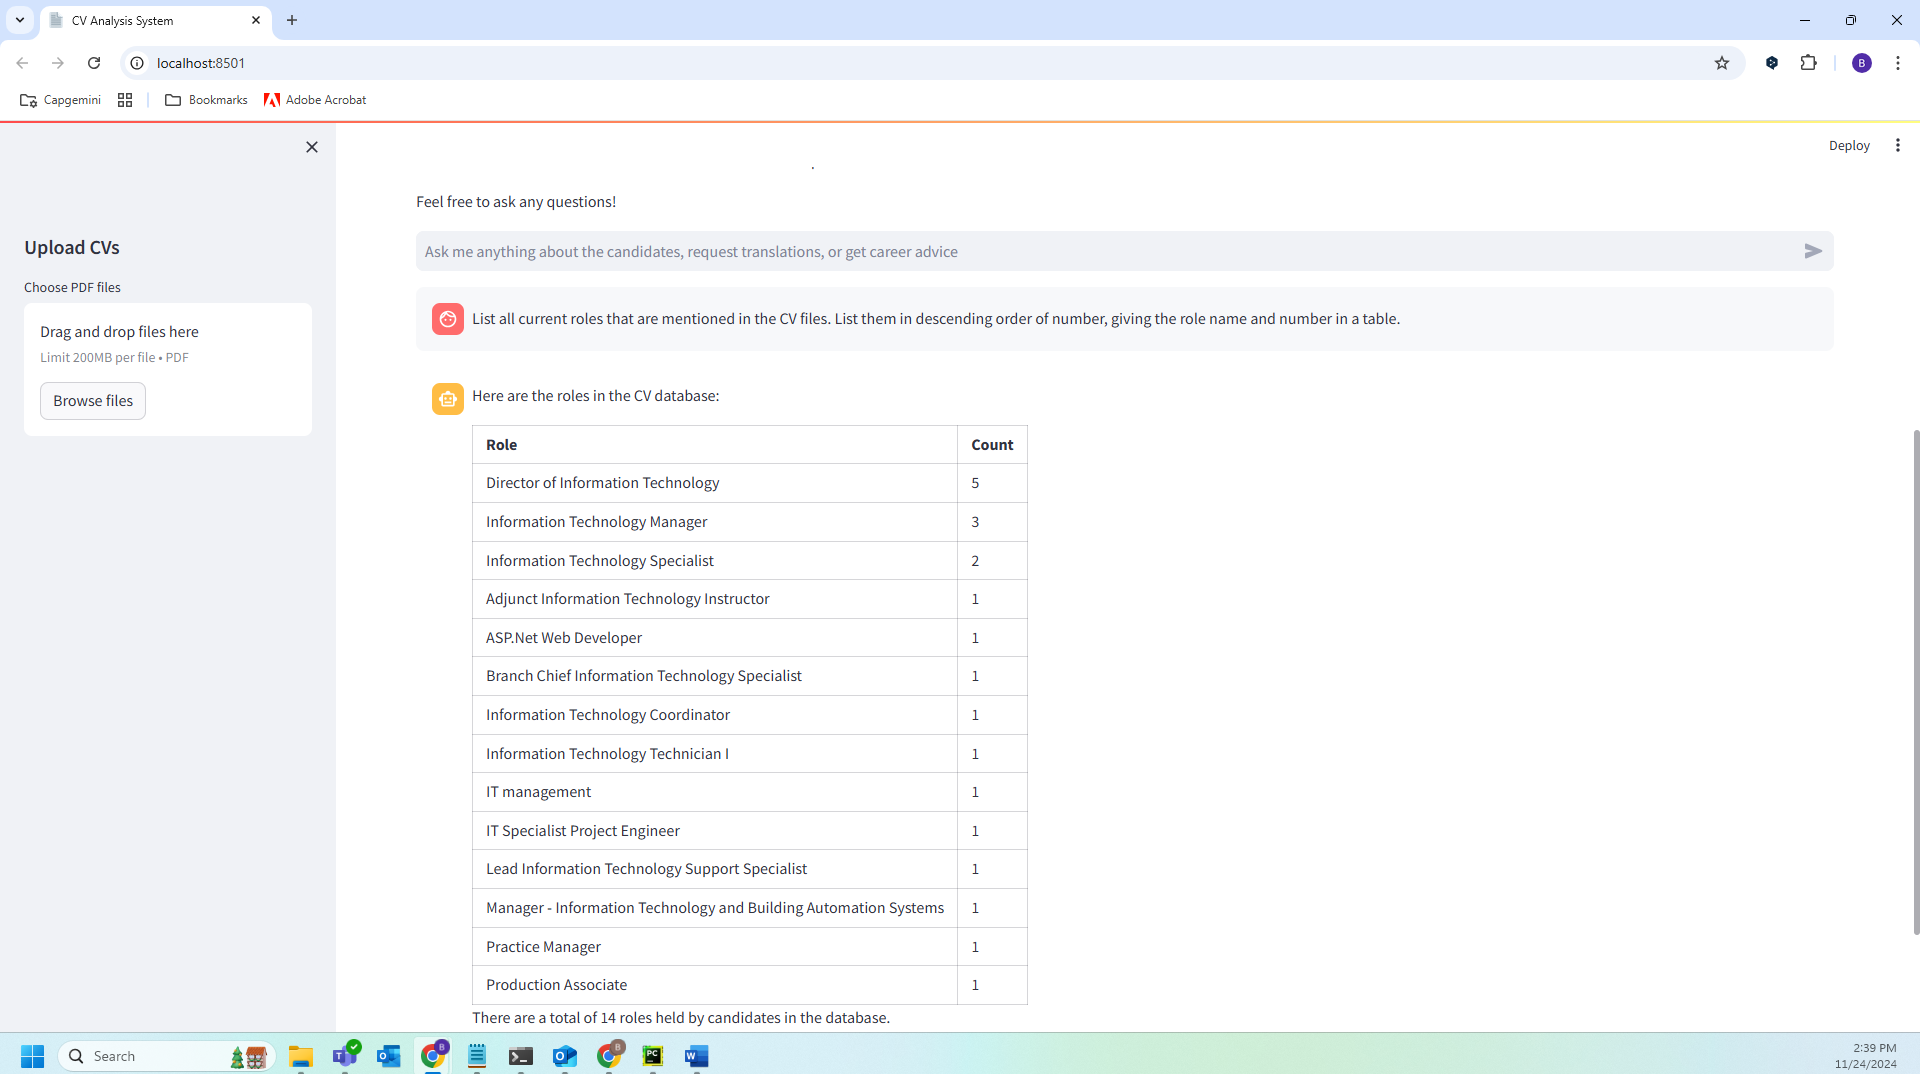 CV Analysis System
localhost:8501
B
Capgemini
Bookmarks
Adobe Acrobat
Deploy
Feel free to ask any questions!
Upload CVs
Ask me anything about the candidates, request translations, or get career advice
Choose PDF files
Drag and drop files here
Limit 200MB per file • PDF
Browse files
List all current roles that are mentioned in the CV files. List them in descending order of number, giving the role name and number in a table.
Here are the roles in the CV database:
Role Count
Director of Information Technology 5
Information Technology Manager 3
Information Technology Specialist 2
Adjunct Information Technology Instructor 1
ASP.Net Web Developer 1
Branch Chief Information Technology Specialist 1
Information Technology Coordinator 1
Information Technology Technician I 1
IT management 1
IT Specialist Project Engineer 1
Lead Information Technology Support Specialist 1
Manager - Information Technology and Building Automation Systems 1
Practice Manager 1
Production Associate 1
There are a total of 14 roles held by candidates in the database.
Search
B
B
PC
W
2:39 PM
11/24/2024